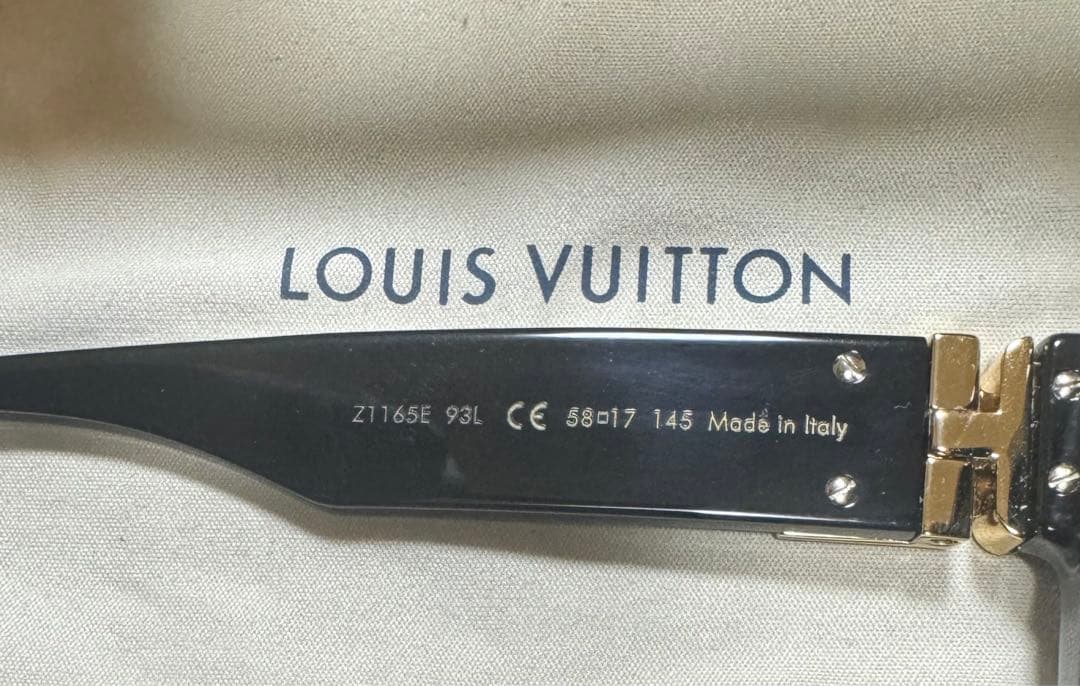 LOUIS VUITTON
Z1165E 93L CE 58□17 145 Made in Italy